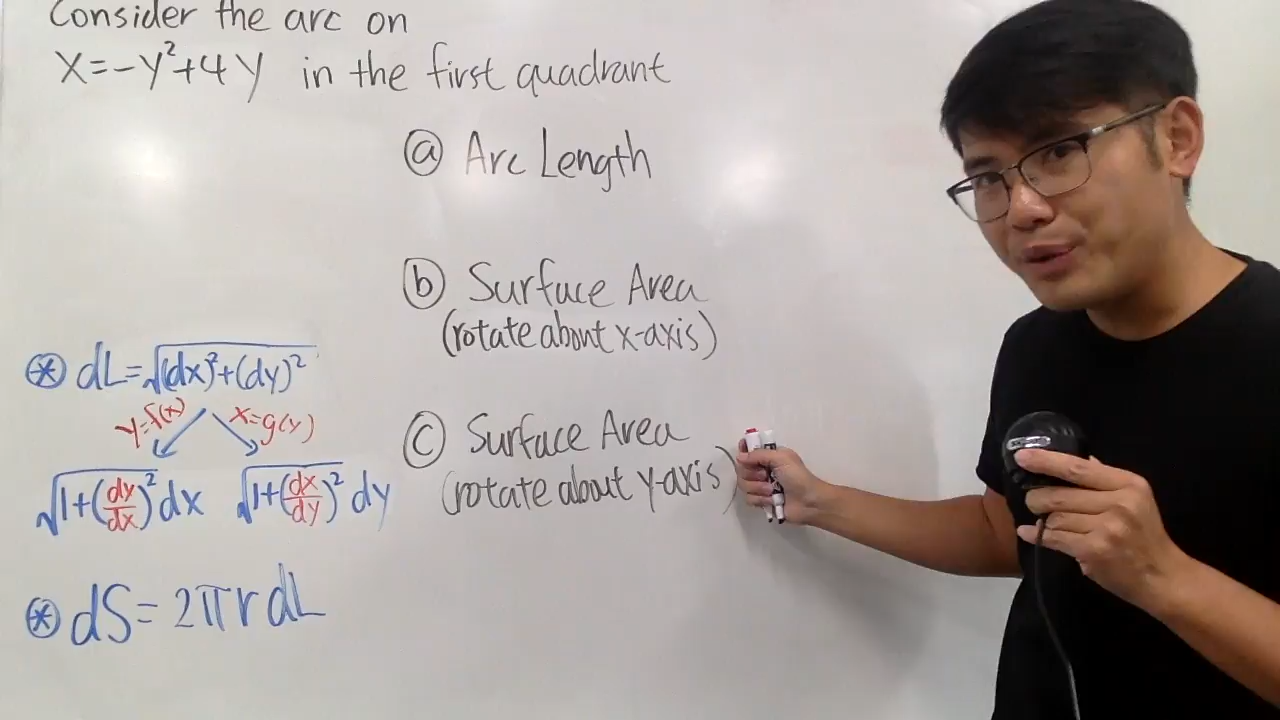 Consider the arc on
x=-y²+4y in the first quadrant
ⓐ Arc Length
ⓑ Surface Area
(rotate about x-axis)
ⓒ Surface Area
(rotate about y-axis)
⊛ dL=√((dx)²+(dy)²)
y=f(x) x=g(y)
√(1+(dy/dx)²) dx √(1+(dx/dy)²) dy
⊛ dS=2πr dL